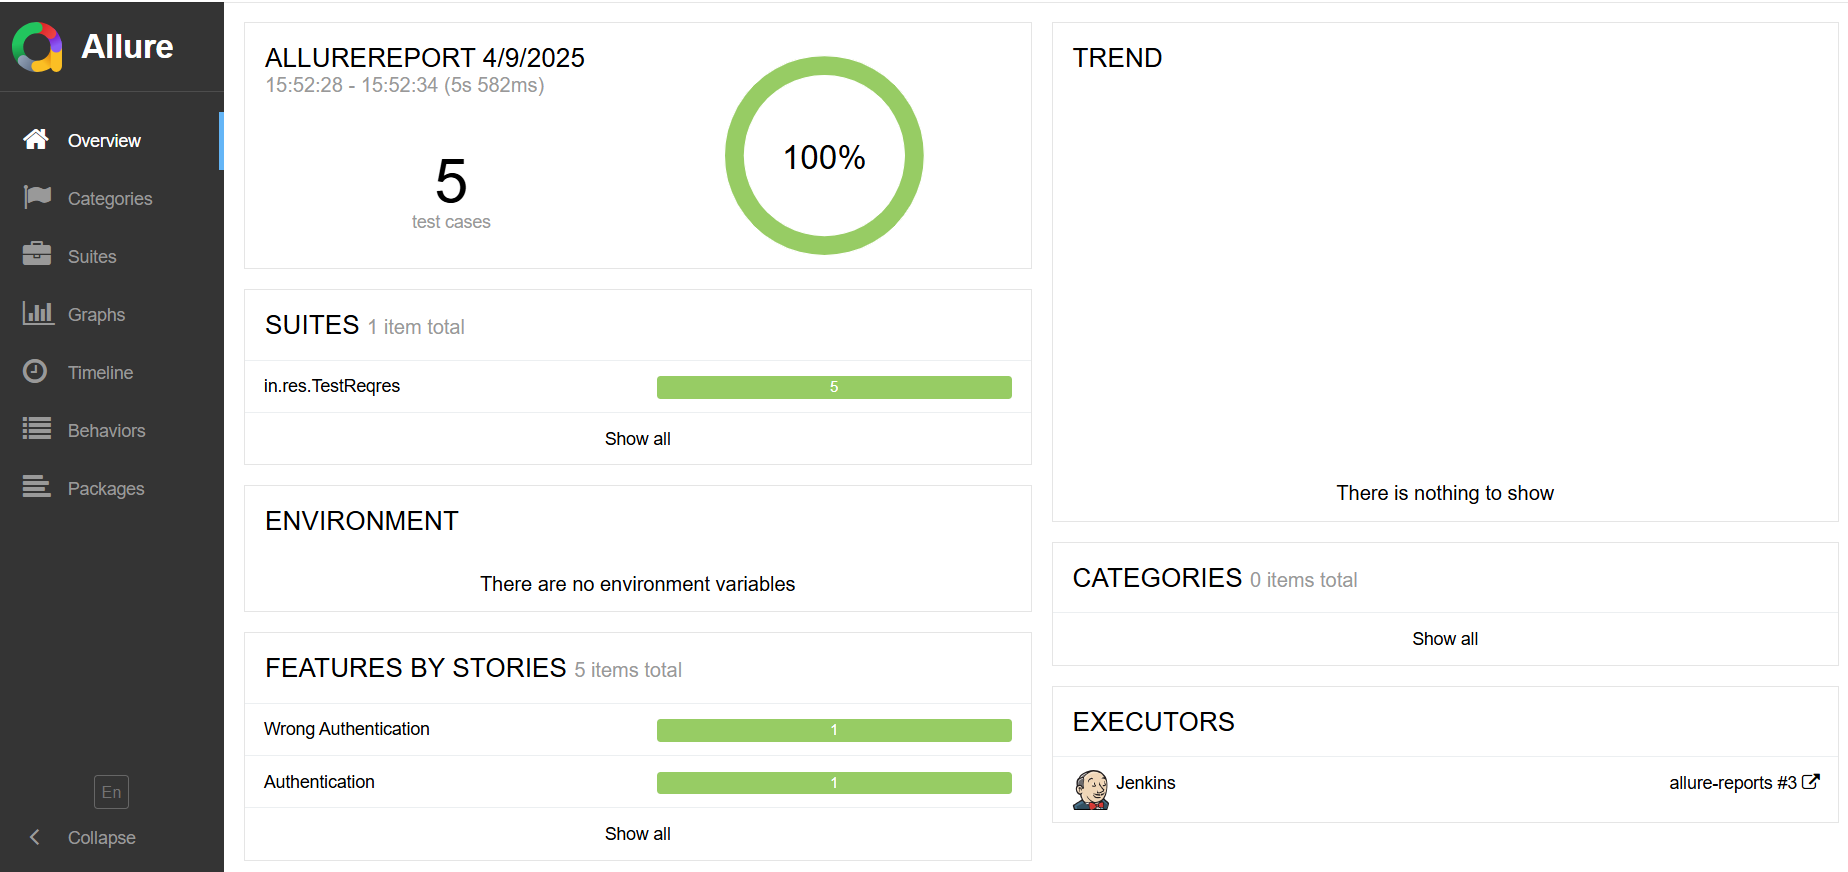 Allure
Overview
Categories
Suites
Graphs
Timeline
Behaviors
Packages
En
Collapse
ALLUREREPORT 4/9/2025
15:52:28 - 15:52:34 (5s 582ms)
5
test cases
100%
SUITES 1 item total
in.res.TestReqres 5
Show all
ENVIRONMENT
There are no environment variables
FEATURES BY STORIES 5 items total
Wrong Authentication 1
Authentication 1
Show all
TREND
There is nothing to show
CATEGORIES 0 items total
Show all
EXECUTORS
Jenkins allure-reports #3